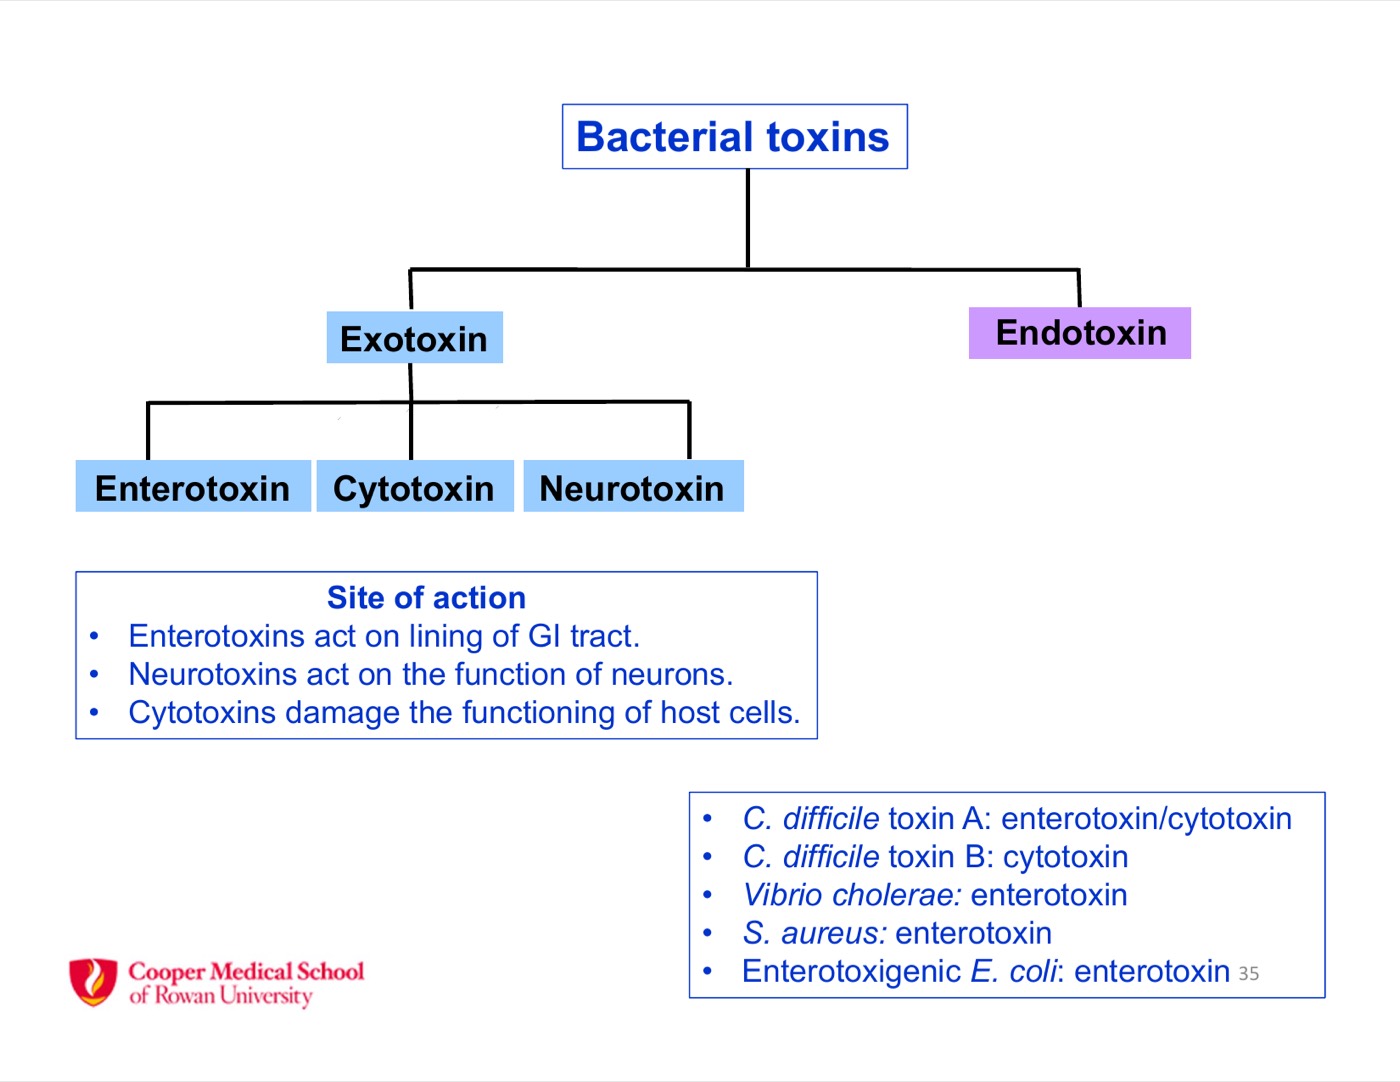 Bacterial toxins
Exotoxin
Endotoxin
Enterotoxin
Cytotoxin
Neurotoxin
Site of action
• Enterotoxins act on lining of GI tract.
• Neurotoxins act on the function of neurons.
• Cytotoxins damage the functioning of host cells.
• C. difficile toxin A: enterotoxin/cytotoxin
• C. difficile toxin B: cytotoxin
• Vibrio cholerae: enterotoxin
• S. aureus: enterotoxin
• Enterotoxigenic E. coli: enterotoxin
35
Cooper Medical School
of Rowan University